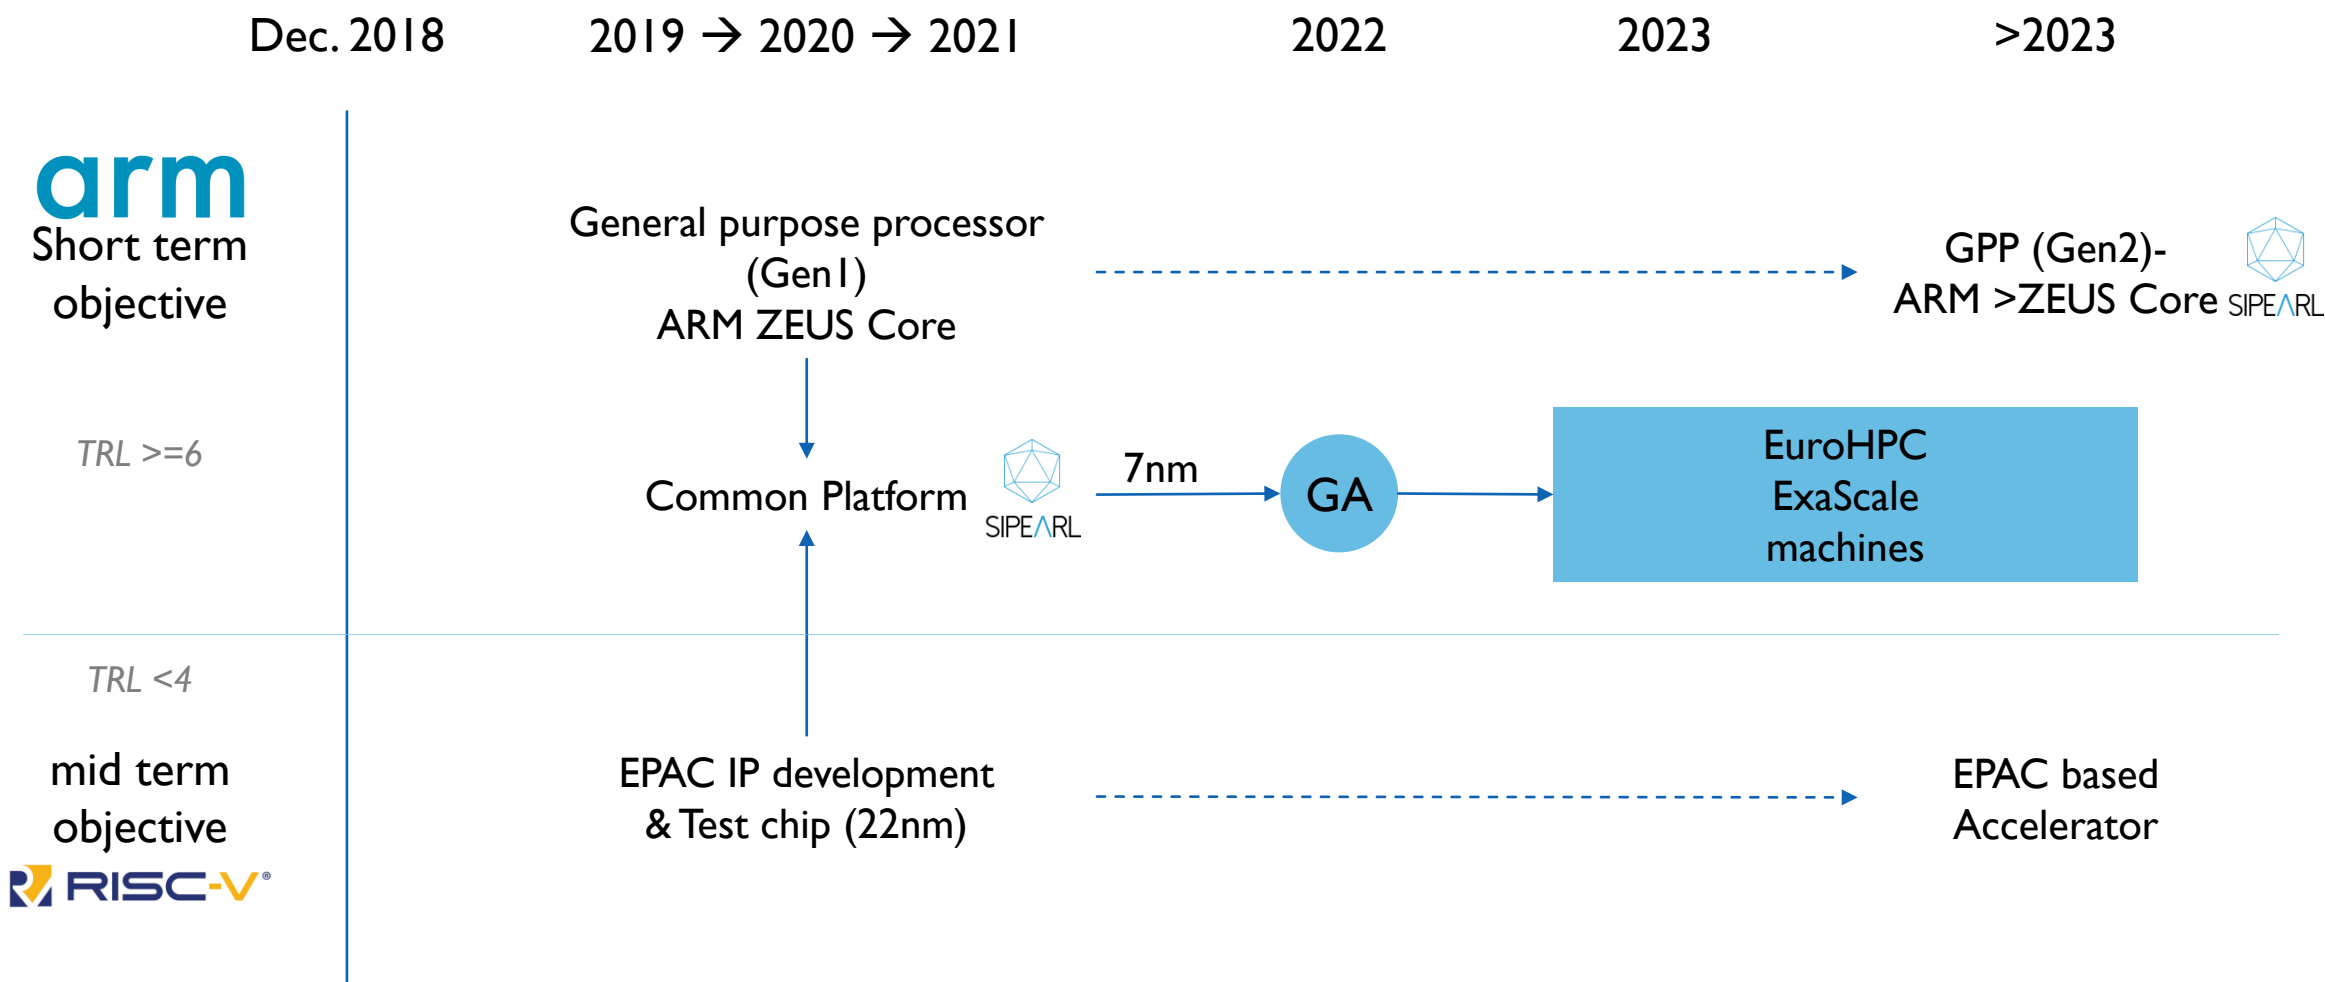 Dec. 2018
2019 → 2020 → 2021
2022
2023
>2023
arm
Short term
objective
General purpose processor
(Gen1)
ARM ZEUS Core
GPP (Gen2)-
ARM >ZEUS Core
SIPEARL
TRL >=6
Common Platform
SIPEARL
7nm
GA
EuroHPC
ExaScale
machines
TRL <4
mid term
objective
RISC-V®
EPAC IP development
& Test chip (22nm)
EPAC based
Accelerator